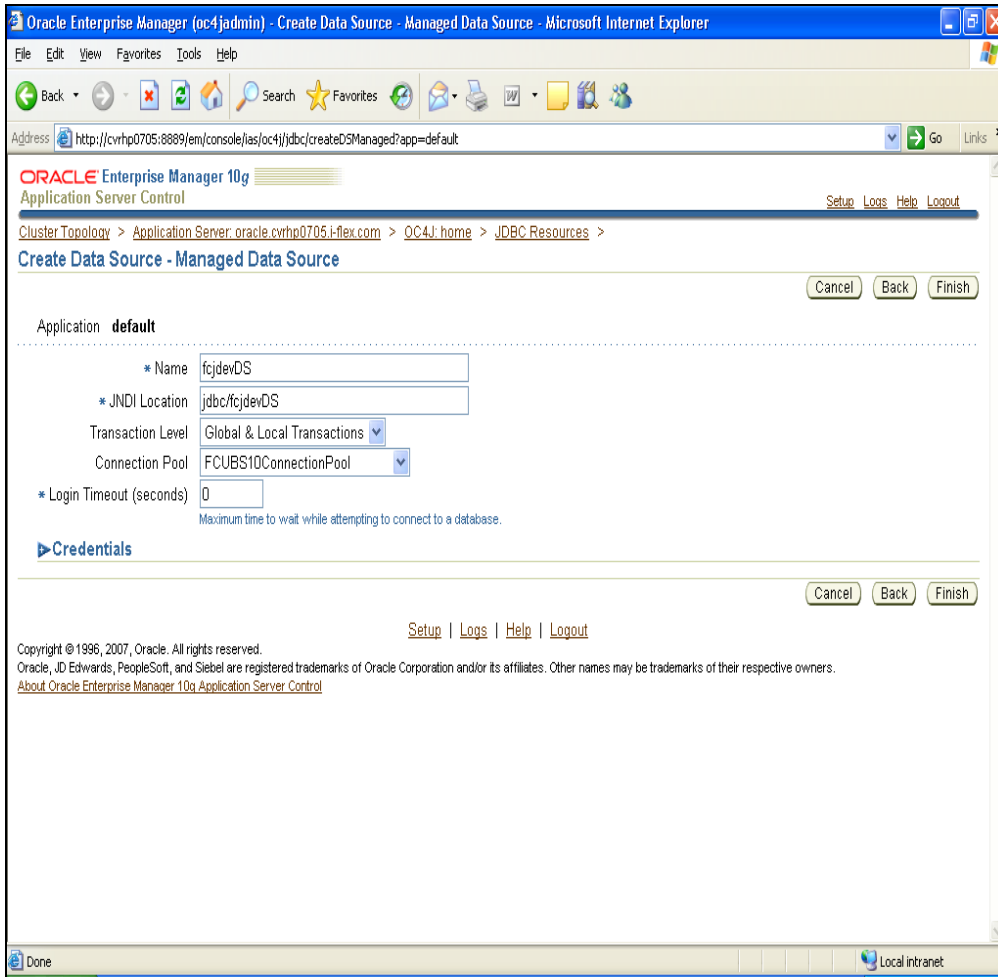 Oracle Enterprise Manager (oc4jadmin) - Create Data Source - Managed Data Source - Microsoft Internet Explorer
File Edit View Favorites Tools Help
Back Search Favorites
Address http://cvrhp0705:8889/em/console/ias/oc4j/jdbc/createDSManaged?app=default Go Links
ORACLE Enterprise Manager 10g
Application Server Control
Setup Logs Help Logout
Cluster Topology > Application Server: oracle.cvrhp0705.i-flex.com > OC4J: home > JDBC Resources >
Create Data Source - Managed Data Source
Cancel Back Finish
Application default
* Name fcjdevDS
* JNDI Location jdbc/fcjdevDS
Transaction Level Global & Local Transactions
Connection Pool FCUBS10ConnectionPool
* Login Timeout (seconds) 0
Maximum time to wait while attempting to connect to a database.
Credentials
Cancel Back Finish
Setup | Logs | Help | Logout
Copyright © 1996, 2007, Oracle. All rights reserved.
Oracle, JD Edwards, PeopleSoft, and Siebel are registered trademarks of Oracle Corporation and/or its affiliates. Other names may be trademarks of their respective owners.
About Oracle Enterprise Manager 10g Application Server Control
Done Local intranet